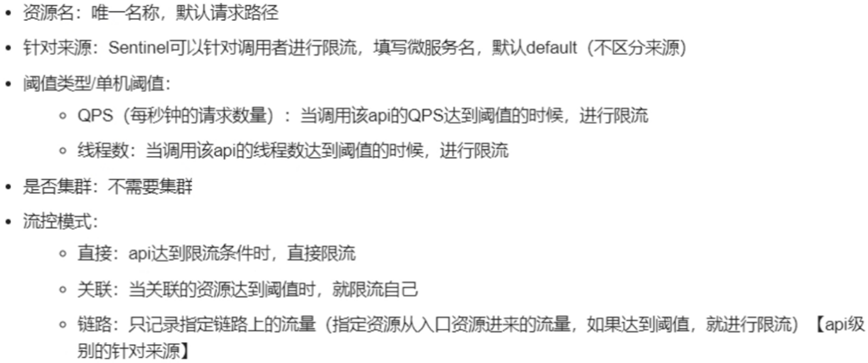 资源名：唯一名称，默认请求路径
针对来源：Sentinel可以针对调用者进行限流，填写微服务名，默认default（不区分来源）
阈值类型/单机阈值：
QPS（每秒钟的请求数量）：当调用该api的QPS达到阈值的时候，进行限流
线程数：当调用该api的线程数达到阈值的时候，进行限流
是否集群：不需要集群
流控模式：
直接：api达到限流条件时，直接限流
关联：当关联的资源达到阈值时，就限流自己
链路：只记录指定链路上的流量（指定资源从入口资源进来的流量，如果达到阈值，就进行限流）【api级
别的针对来源】